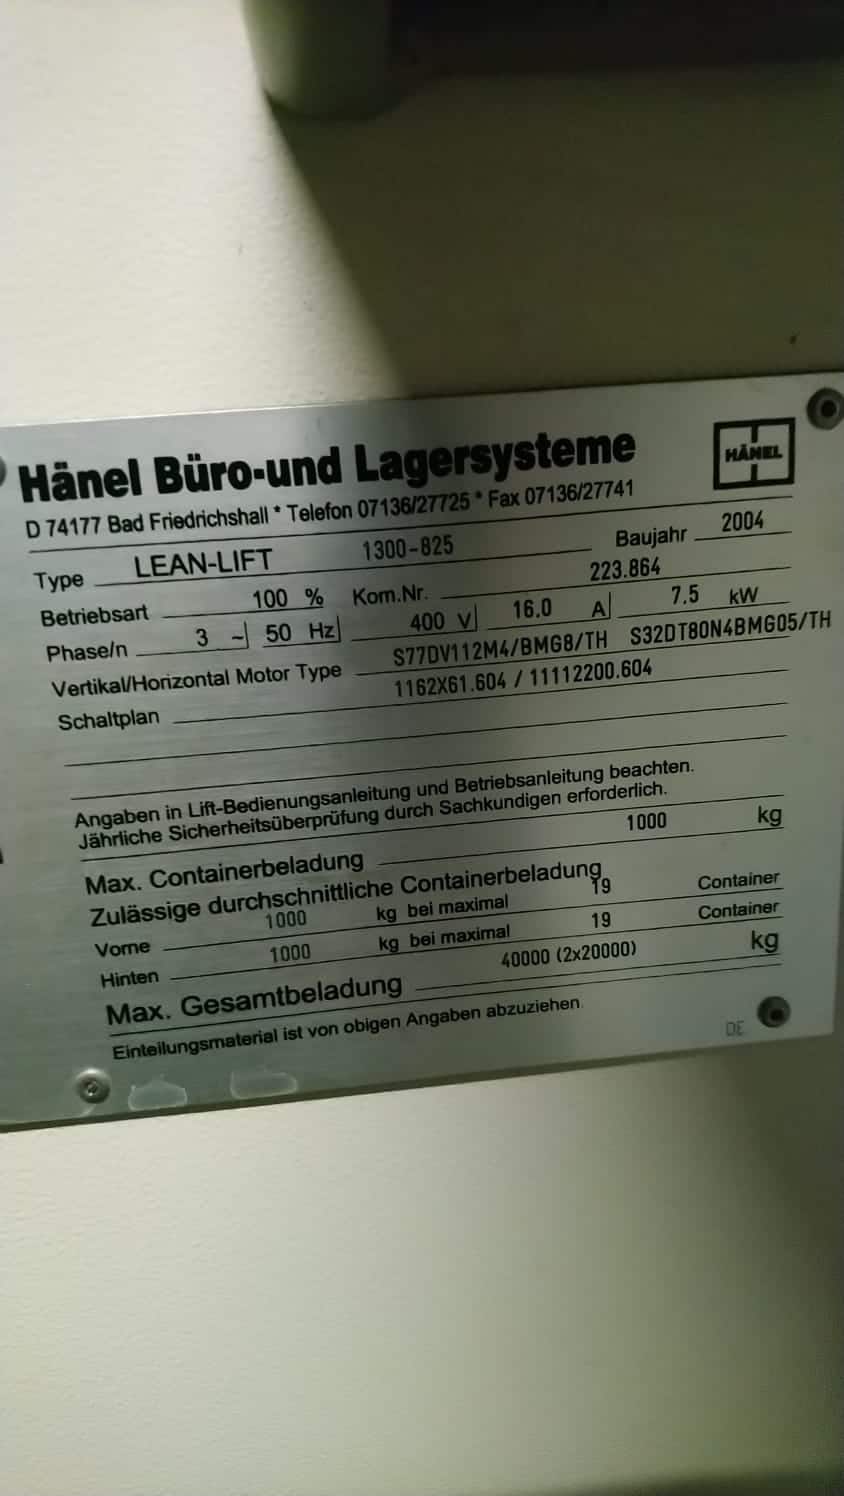 Hänel Büro-und Lagersysteme
HÄNEL
D 74177 Bad Friedrichshall * Telefon 07136/27725 * Fax 07136/27741
Type LEAN-LIFT 1300-825 Baujahr 2004
Betriebsart 100 % Kom.Nr. 223.864
Phase/n 3 ~ 50 Hz 400 V 16.0 A 7.5 kW
Vertikal/Horizontal Motor Type S77DV112M4/BMG8/TH S32DT80N4BMG05/TH
Schaltplan 1162X61.604 / 11112200.604
Angaben in Lift-Bedienungsanleitung und Betriebsanleitung beachten.
Jährliche Sicherheitsüberprüfung durch Sachkundigen erforderlich.
Max. Containerbeladung 1000 kg
Zulässige durchschnittliche Containerbeladung
Vorne 1000 kg bei maximal 19 Container
Hinten 1000 kg bei maximal 19 Container
Max. Gesamtbeladung 40000 (2x20000) kg
Einteilungsmaterial ist von obigen Angaben abzuziehen.
DE